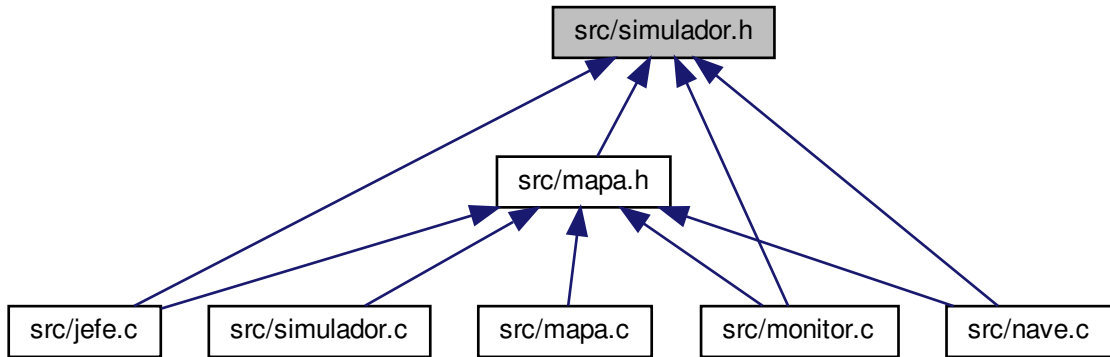 src/simulador.h
src/mapa.h
src/jefe.c
src/simulador.c
src/mapa.c
src/monitor.c
src/nave.c